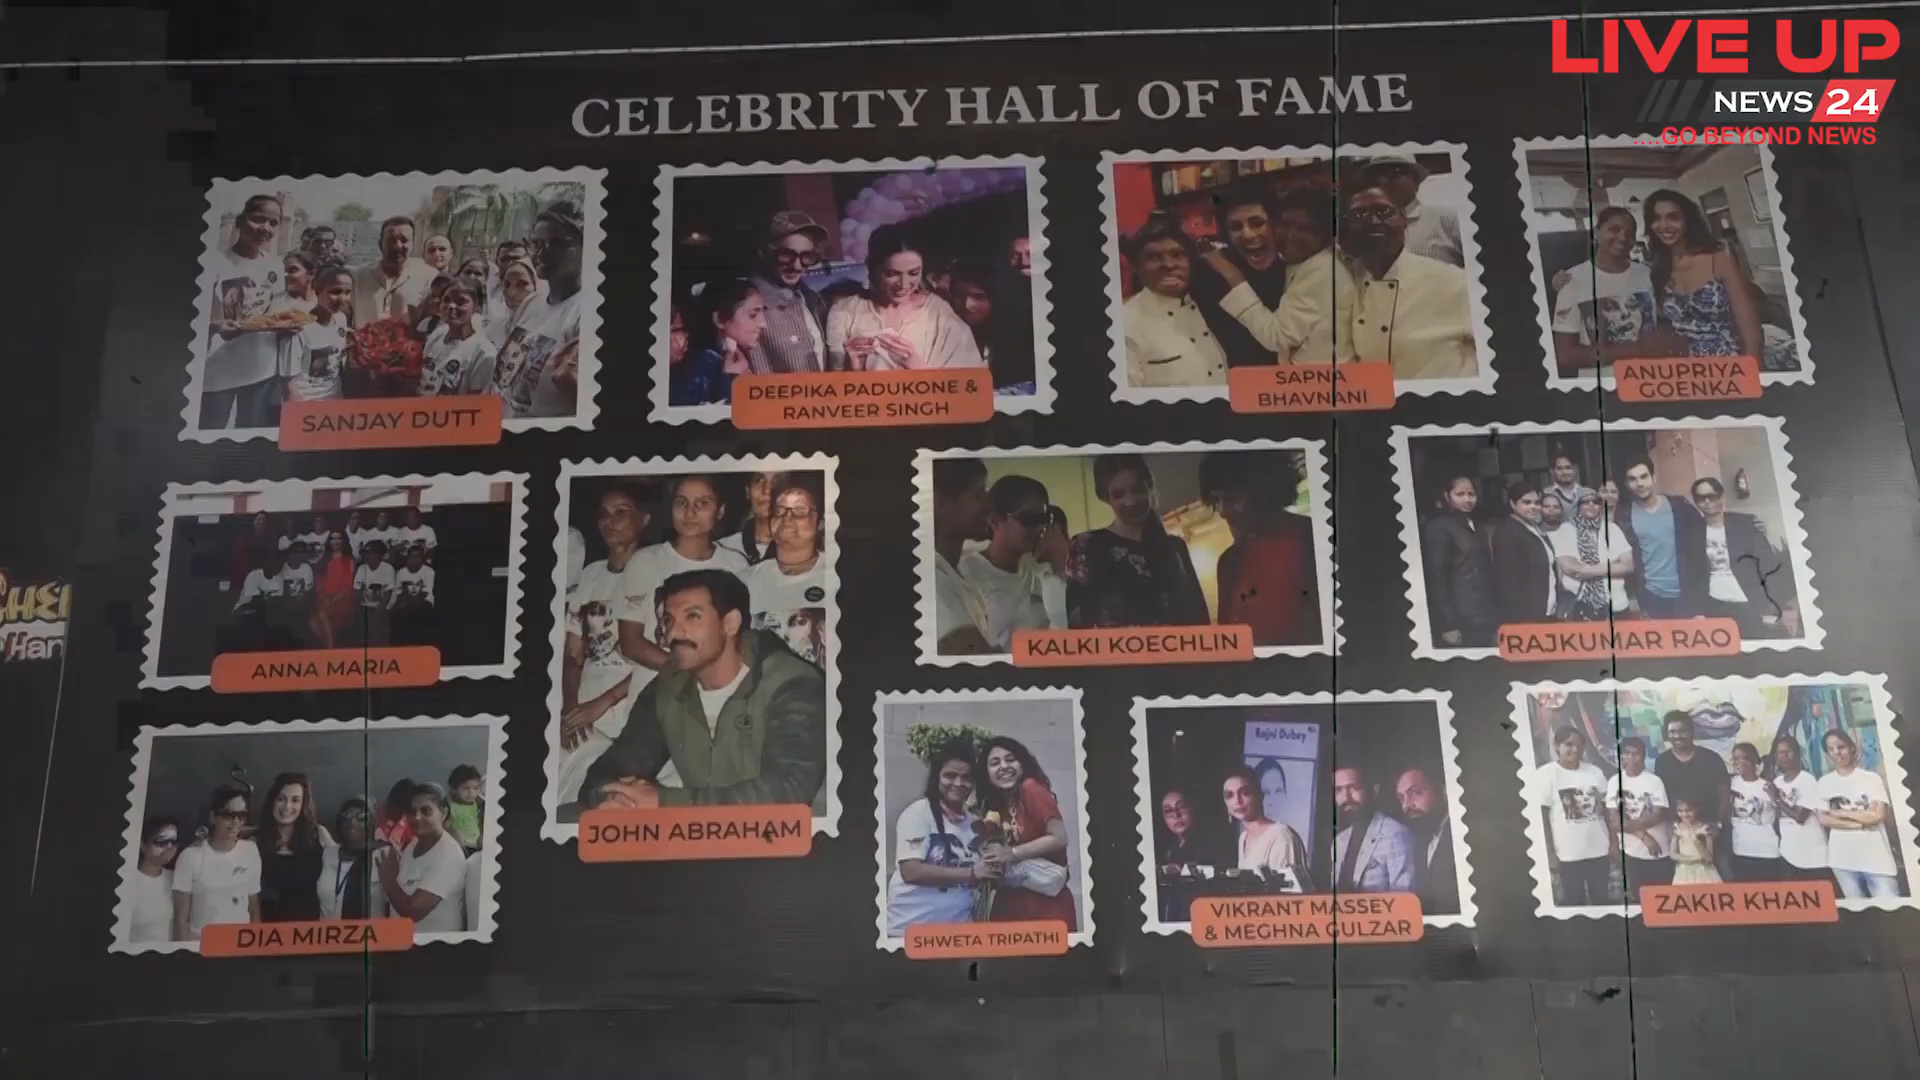 LIVE UP
NEWS 24
....GO BEYOND NEWS
CELEBRITY HALL OF FAME
SANJAY DUTT
DEEPIKA PADUKONE &
RANVEER SINGH
SAPNA
BHAVNANI
ANUPRIYA
GOENKA
ANNA MARIA
JOHN ABRAHAM
KALKI KOECHLIN
RAJKUMAR RAO
DIA MIRZA
SHWETA TRIPATHI
Rajni Dubey
VIKRANT MASSEY
& MEGHNA GULZAR
ZAKIR KHAN